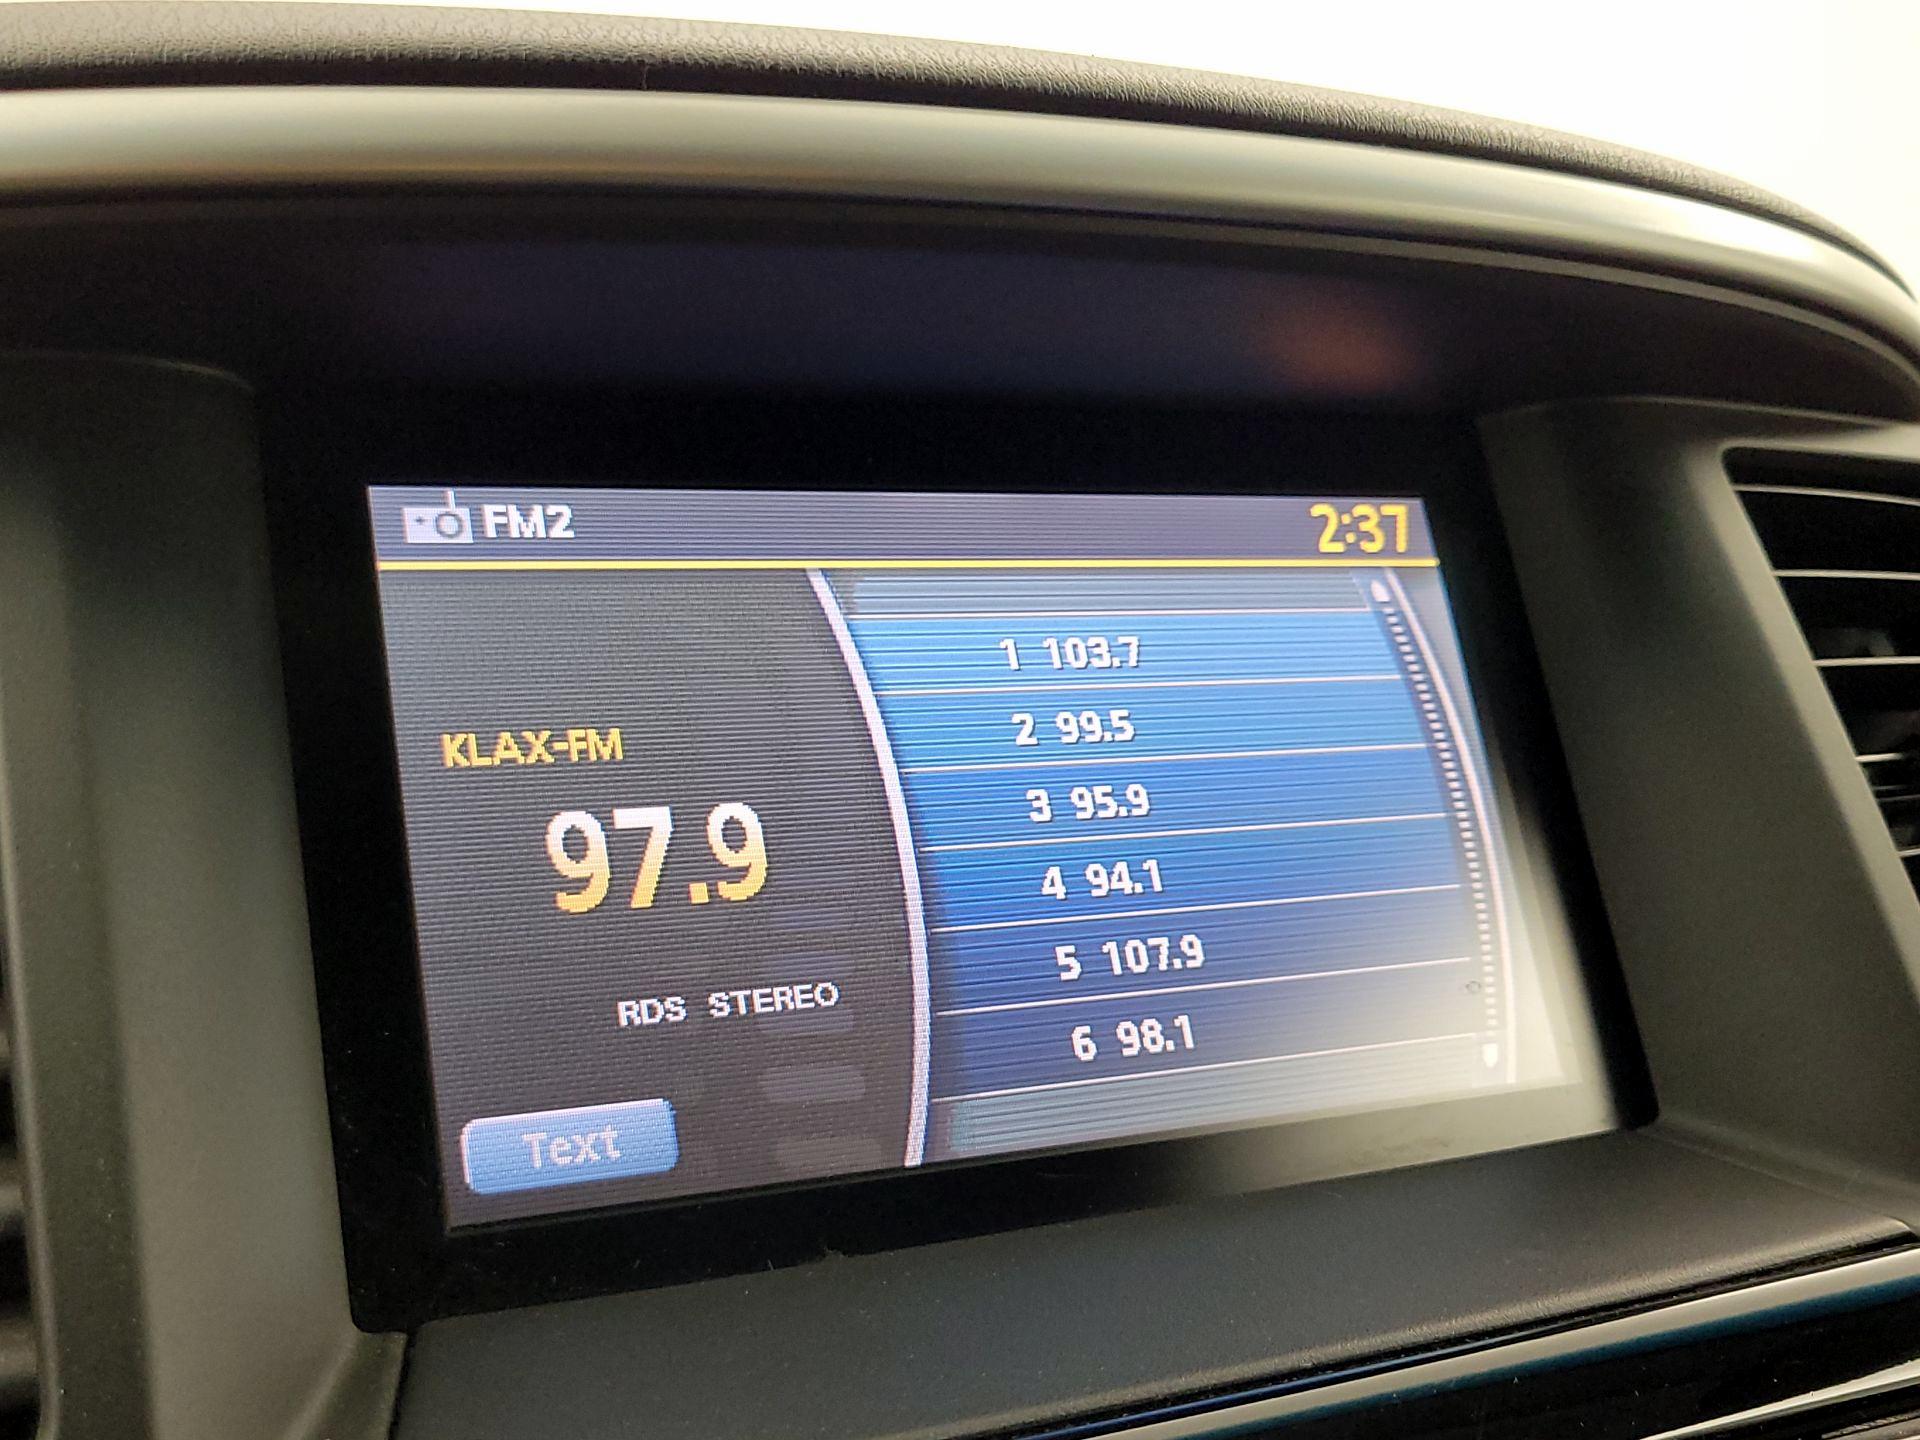 FM2
2:37
KLAX-FM
97.9
RDS STEREO
Text
1 103.7
2 99.5
3 95.9
4 94.1
5 107.9
6 98.1